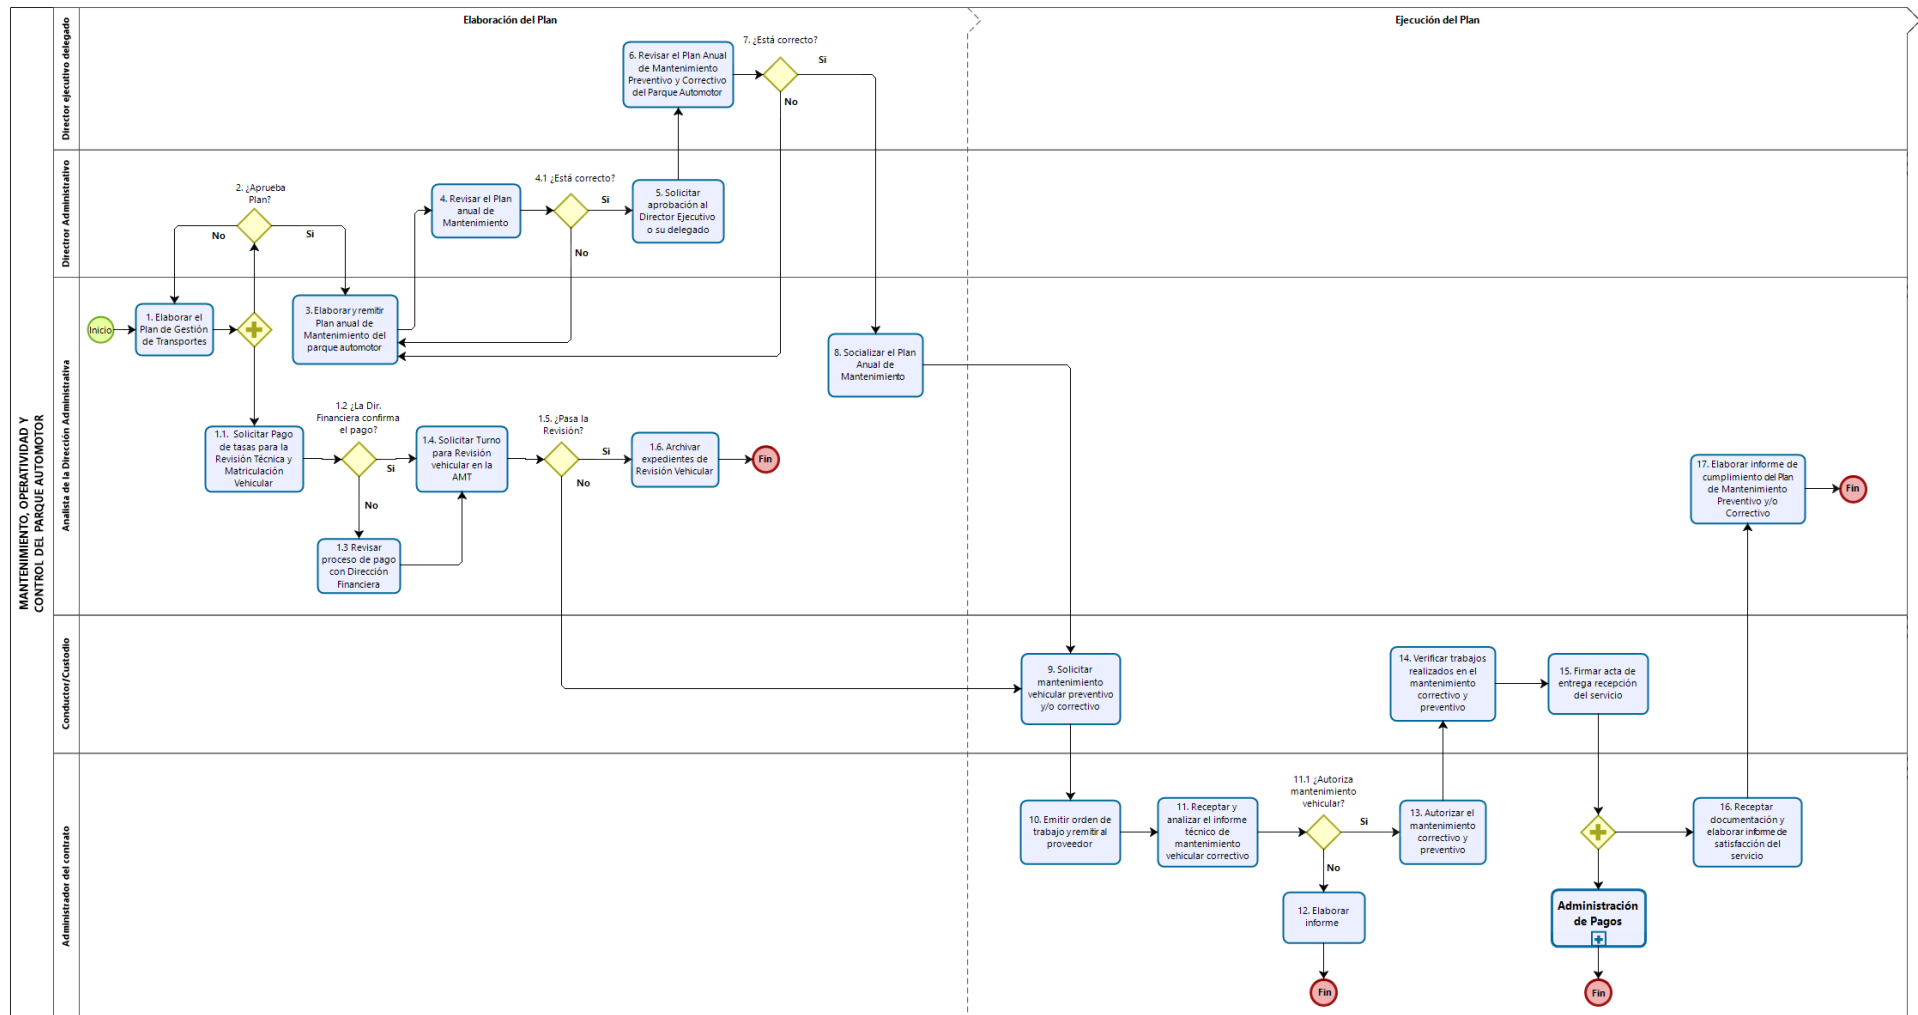 MANTENIMIENTO, OPERATIVIDAD Y
CONTROL DEL PARQUE AUTOMOTOR
Elaboración del Plan
Ejecución del Plan
Director ejecutivo delegado
6. Revisar el Plan Anual
de Mantenimiento
Preventivo y Correctivo
del Parque Automotor
7. ¿Está correcto?
Si
No
Directror Administrativo
2. ¿Aprueba
Plan?
No
Si
4. Revisar el Plan
anual de
Mantenimiento
4.1 ¿Está correcto?
Si
No
5. Solicitar
aprobación al
Director Ejecutivo
o su delegado
Analista de la Dirección Administrativa
Inicio
1. Elaborar el
Plan de Gestión
de Transportes
3. Elaborar y remitir
Plan anual de
Mantenimiento del
parque automotor
8. Socializar el Plan
Anual de
Mantenimiento
1.1. Solicitar Pago
de tasas para la
Revisión Técnica y
Matriculación
Vehicular
1.2 ¿La Dir.
Financiera confirma
el pago?
Si
No
1.3 Revisar
proceso de pago
con Dirección
Financiera
1.4. Solicitar Turno
para Revisión
vehicular en la
AMT
1.5. ¿Pasa la
Revisión?
Si
No
1.6. Archivar
expedientes de
Revisión Vehicular
Fin
17. Elaborar informe de
cumplimiento del Plan
de Mantenimiento
Preventivo y/o
Correctivo
Fin
Conductor/Custodio
9. Solicitar
mantenimiento
vehicular preventivo
y/o correctivo
14. Verificar trabajos
realizados en el
mantenimiento
correctivo y
preventivo
15. Firmar acta de
entrega recepción
del servicio
Administrador del contrato
10. Emitir orden de
trabajo y remitir al
proveedor
11. Receptar y
analizar el informe
técnico de
mantenimiento
vehicular correctivo
11.1 ¿Autoriza
mantenimiento
vehicular?
Si
No
12. Elaborar
informe
Fin
13. Autorizar el
mantenimiento
correctivo y
preventivo
16. Receptar
documentación y
elaborar informe de
satisfacción del
servicio
Administración
de Pagos
Fin